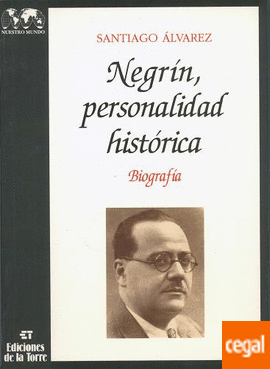 NUESTRO MUNDO
SANTIAGO ÁLVAREZ
Negrín,
personalidad
histórica
Biografía
ET
Ediciones
de la Torre
cegal